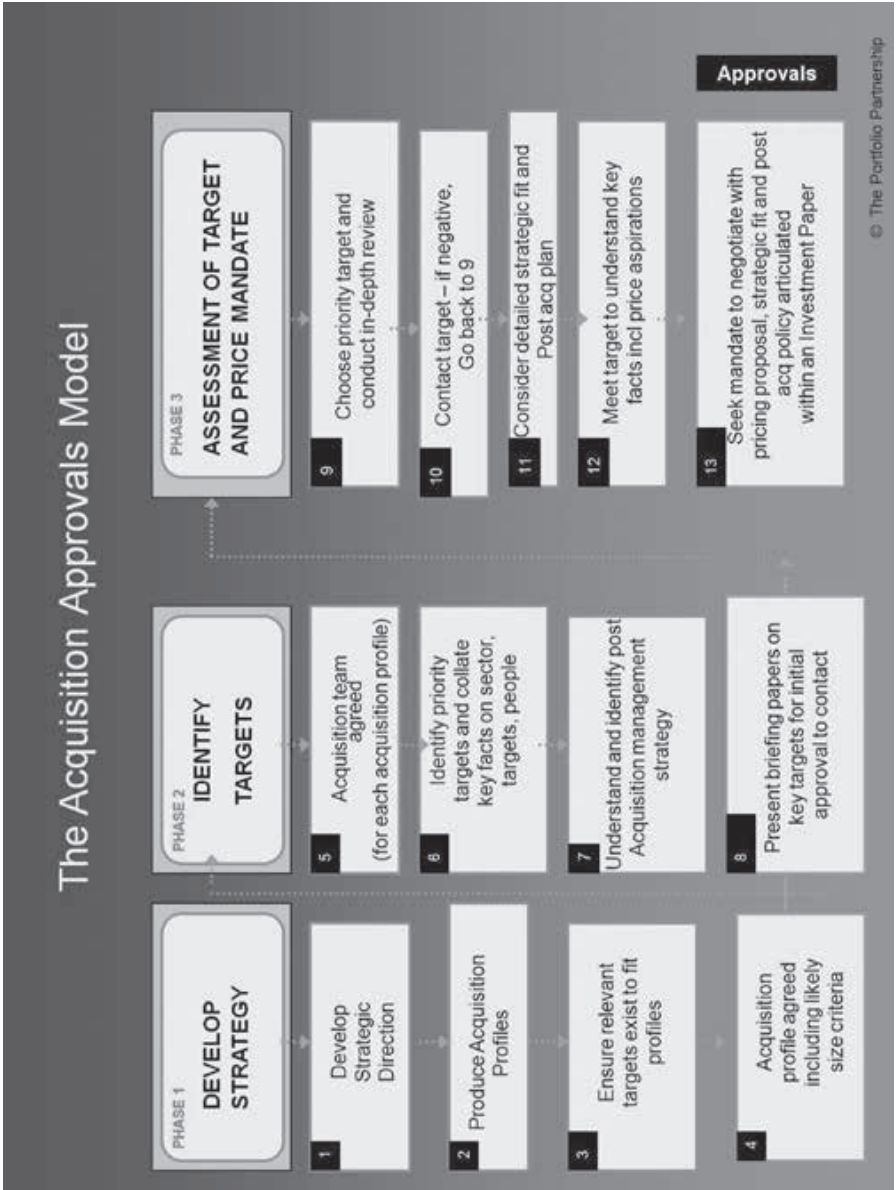 The Acquisition Approvals Model
PHASE 1
DEVELOP
STRATEGY
1
Develop
Strategic
Direction
2
Produce Acquisition
Profiles
3
Ensure relevant
targets exist to fit
profiles
4
Acquisition
profile agreed
including likely
size criteria
PHASE 2
IDENTIFY
TARGETS
5
Acquisition team
agreed
(for each acquisition profile)
6
Identify priority
targets and collate
key facts on sector,
targets, people
7
Understand and identify post
Acquisition management
strategy
8
Present briefing papers on
key targets for initial
approval to contact
PHASE 3
ASSESSMENT OF TARGET
AND PRICE MANDATE
9
Choose priority target and
conduct in-depth review
10
Contact target – if negative,
Go back to 9
11
Consider detailed strategic fit and
Post acq plan
12
Meet target to understand key
facts incl price aspirations
13
Seek mandate to negotiate with
pricing proposal, strategic fit and post
acq policy articulated
within an Investment Paper
Approvals
© The Portfolio Partnership